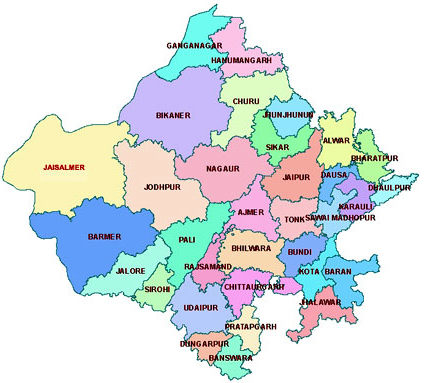 GANGANAGAR
HANUMANGARH
CHURU
BIKANER
JHUNJHUNUN
SIKAR
ALWAR
BHARATPUR
JAISALMER
NAGAUR
JAIPUR
DAUSA
JODHPUR
DHAULPUR
KARAULI
AJMER
TONK
SAWAI MADHOPUR
BARMER
PALI
BHILWARA
BUNDI
JALORE
RAJSAMAND
KOTA
BARAN
SIROHI
CHITTAURGARH
UDAIPUR
JHALAWAR
PRATAPGARH
DUNGARPUR
BANSWARA